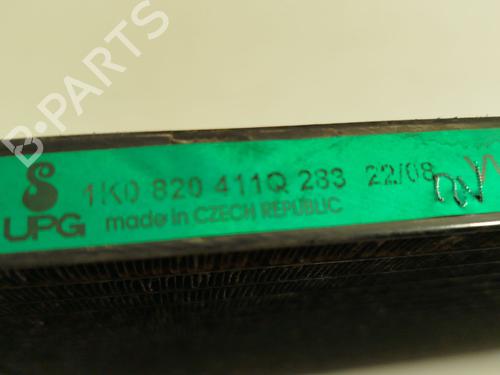 B-PARTS
1K0 820 411Q 283 22/08
UPG made in CZECH REPUBLIC